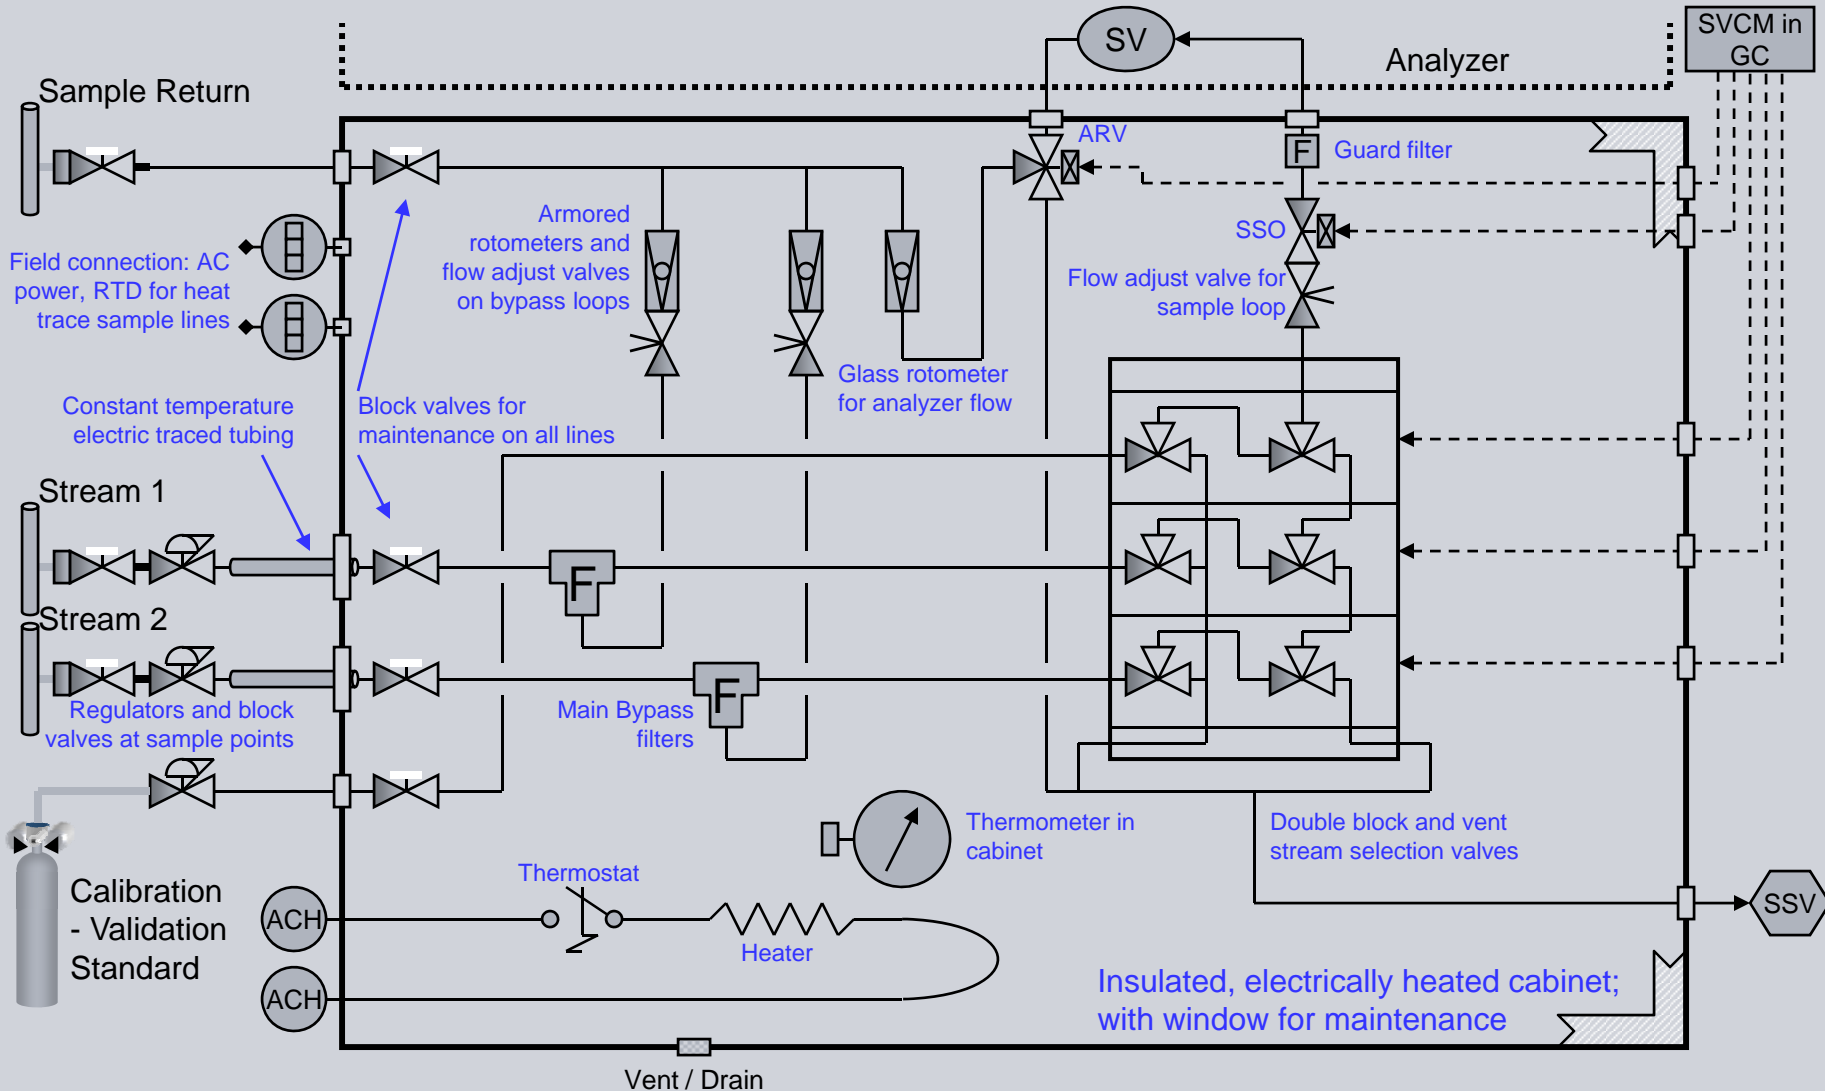 SV
Analyzer
SVCM in
GC
Sample Return
ARV
F
Guard filter
Armored
rotometers and
flow adjust valves
on bypass loops
SSO
Flow adjust valve for
sample loop
Field connection: AC
power, RTD for heat
trace sample lines
Glass rotometer
for analyzer flow
Constant temperature
electric traced tubing
Block valves for
maintenance on all lines
Stream 1
F
Stream 2
F
Regulators and block
valves at sample points
Main Bypass
filters
Thermometer in
cabinet
Double block and vent
stream selection valves
Thermostat
Calibration
- Validation
Standard
ACH
SSV
Heater
ACH
Insulated, electrically heated cabinet;
with window for maintenance
Vent / Drain